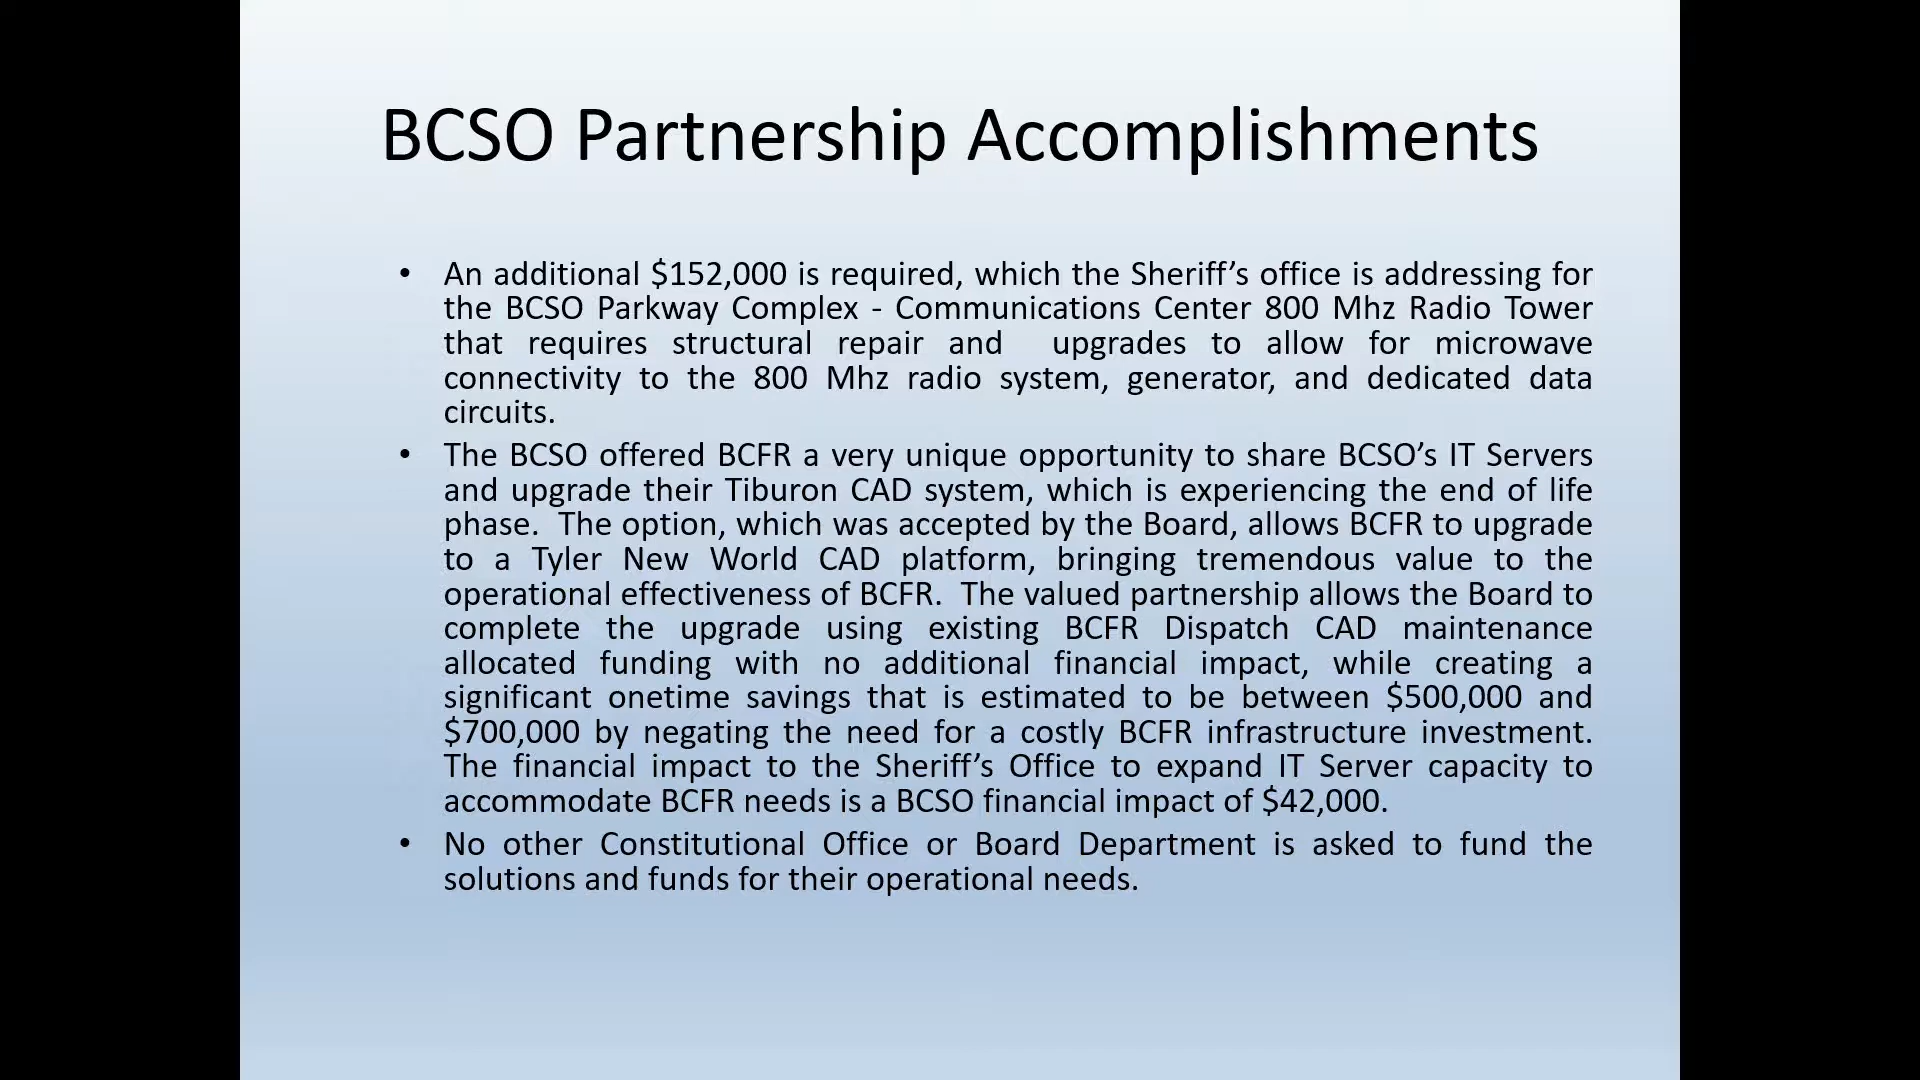 BCSO Partnership Accomplishments
• An additional $152,000 is required, which the Sheriff’s office is addressing for
the BCSO Parkway Complex - Communications Center 800 Mhz Radio Tower
that requires structural repair and  upgrades to allow for microwave
connectivity to the 800 Mhz radio system, generator, and dedicated data
circuits.
• The BCSO offered BCFR a very unique opportunity to share BCSO’s IT Servers
and upgrade their Tiburon CAD system, which is experiencing the end of life
phase.  The option, which was accepted by the Board, allows BCFR to upgrade
to a Tyler New World CAD platform, bringing tremendous value to the
operational effectiveness of BCFR.  The valued partnership allows the Board to
complete the upgrade using existing BCFR Dispatch CAD maintenance
allocated funding with no additional financial impact, while creating a
significant onetime savings that is estimated to be between $500,000 and
$700,000 by negating the need for a costly BCFR infrastructure investment.
The financial impact to the Sheriff’s Office to expand IT Server capacity to
accommodate BCFR needs is a BCSO financial impact of $42,000.
• No other Constitutional Office or Board Department is asked to fund the
solutions and funds for their operational needs.